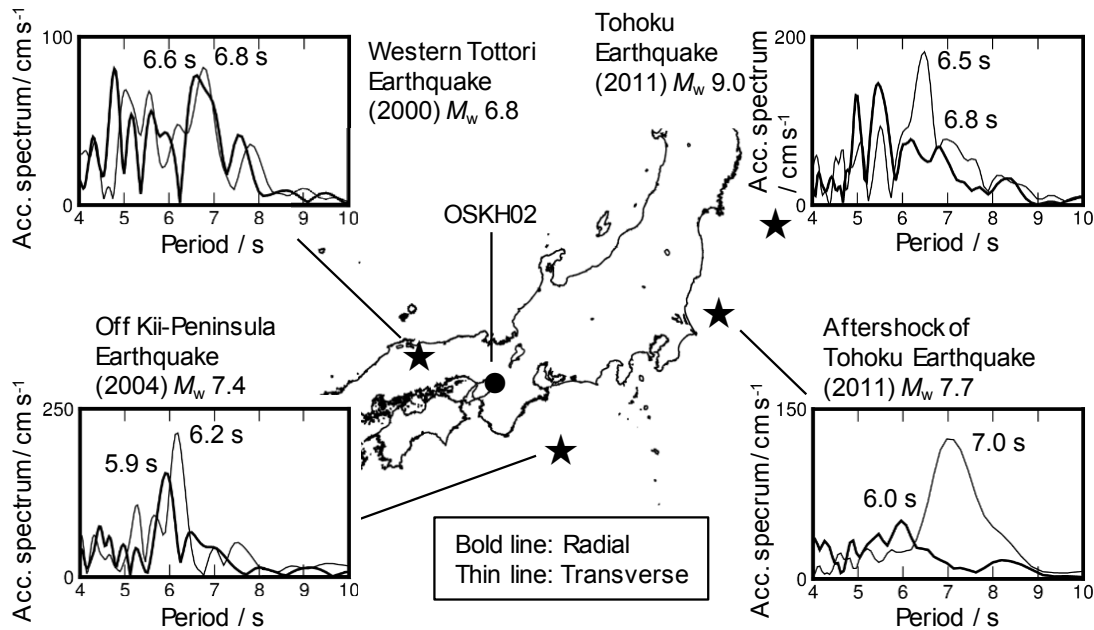 100
0
Acc. spectrum/ cm s⁻¹
6.6 s
6.8 s
4 5 6 7 8 9 10
Period / s
Western Tottori
Earthquake
(2000) Mw 6.8
Tohoku
Earthquake
(2011) Mw 9.0
200
0
Acc. spectrum
/ cm s⁻¹
6.5 s
6.8 s
4 5 6 7 8 9 10
Period / s
OSKH02
Off Kii-Peninsula
Earthquake
(2004) Mw 7.4
250
0
Acc. spectrum/ cm s⁻¹
6.2 s
5.9 s
4 5 6 7 8 9 10
Period / s
Bold line: Radial
Thin line: Transverse
Aftershock of
Tohoku Earthquake
(2011) Mw 7.7
150
0
Acc. specrum/ cm s⁻¹
7.0 s
6.0 s
4 5 6 7 8 9 10
Period / s